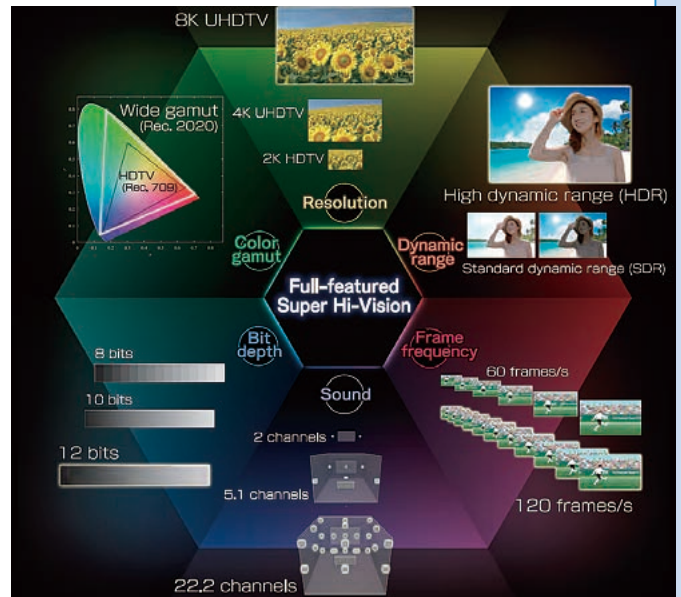 8K UHDTV
4K UHDTV
2K HDTV
Resolution
Wide gamut
(Rec. 2020)
HDTV
(Rec. 709)
Color
gamut
High dynamic range (HDR)
Standard dynamic range (SDR)
Dynamic
range
Full-featured
Super Hi-Vision
Bit
depth
8 bits
10 bits
12 bits
Frame
frequency
60 frames/s
120 frames/s
Sound
2 channels
5.1 channels
22.2 channels